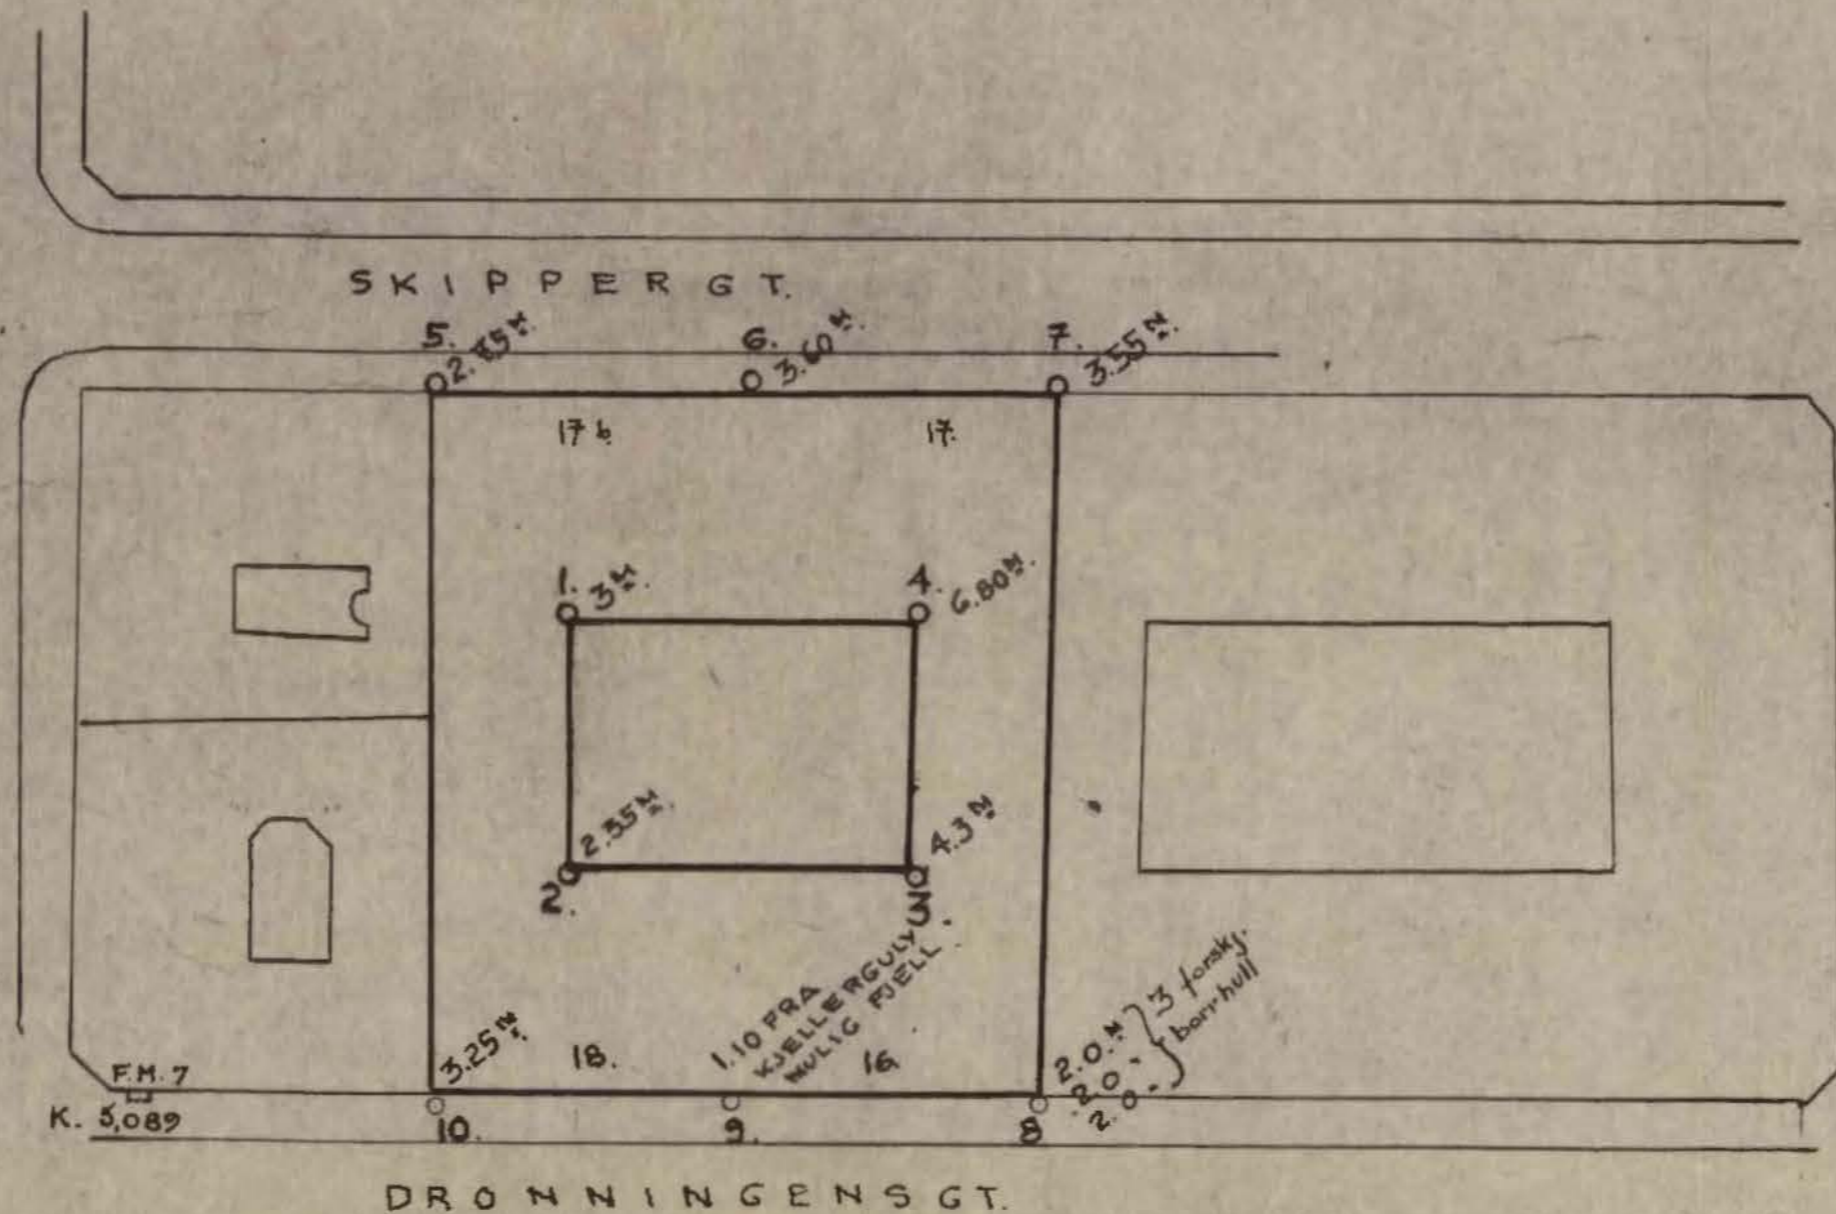 SKIPPERGT.
5.
2.85 M.
6.
3.60 M.
7.
3.55 M.
17 b.
17.
1.
3 M.
4.
6.80 M.
2.35 M.
2.
4.3 M
3.
1.10 FRA
KJELLERGULV
MULIG FJELL
3.25 M
18.
16
2.0. M
2.0 -
2.0 -
3 forskj.
borrhull
F.M. 7
K. 5,089
10.
9.
8
DRONNINGENSGT.